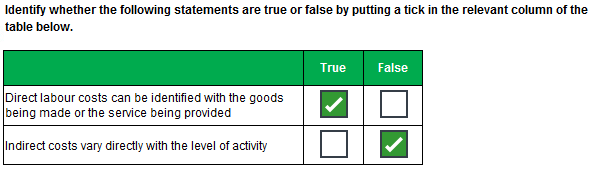 Identify whether the following statements are true or false by putting a tick in the relevant column of the
table below.
True False
Direct labour costs can be identified with the goods
being made or the service being provided
Indirect costs vary directly with the level of activity